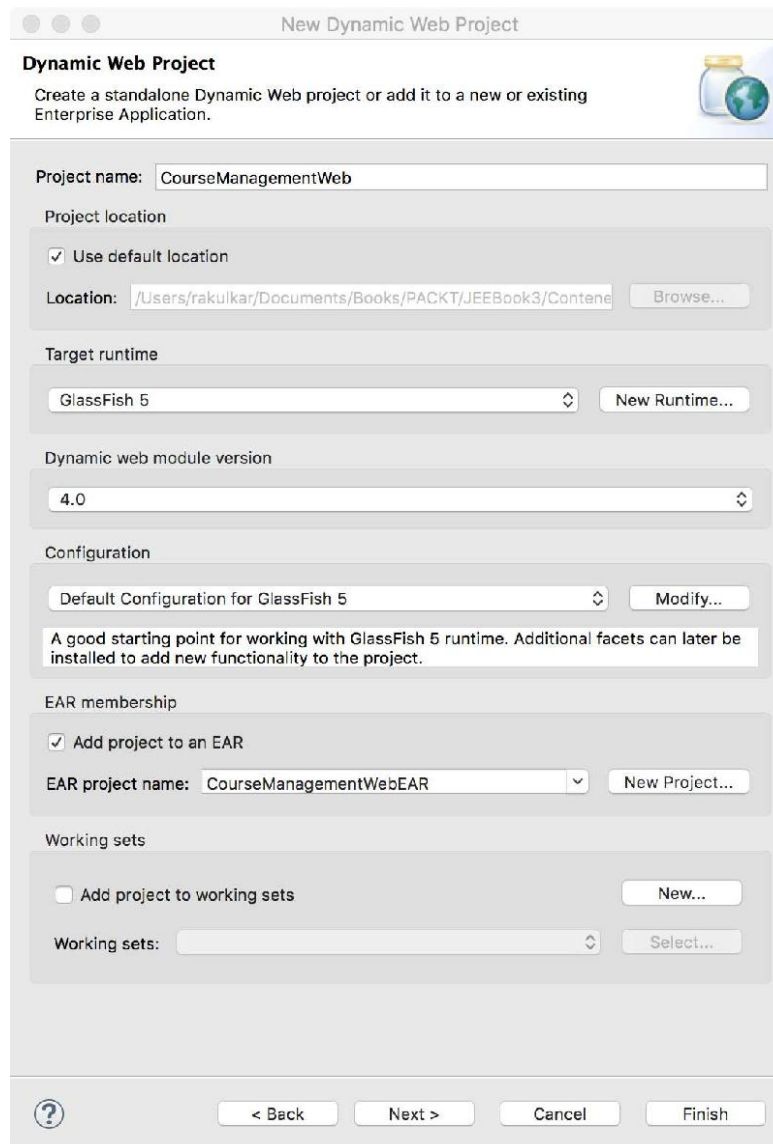 New Dynamic Web Project
Dynamic Web Project
Create a standalone Dynamic Web project or add it to a new or existing
Enterprise Application.
Project name: CourseManagementWeb
Project location
Use default location
Location: /Users/rakulkar/Documents/Books/PACKT/JEEBook3/Contene Browse...
Target runtime
GlassFish 5 New Runtime...
Dynamic web module version
4.0
Configuration
Default Configuration for GlassFish 5 Modify...
A good starting point for working with GlassFish 5 runtime. Additional facets can later be
installed to add new functionality to the project.
EAR membership
Add project to an EAR
EAR project name: CourseManagementWebEAR New Project...
Working sets
Add project to working sets New...
Working sets: Select...
? < Back Next > Cancel Finish